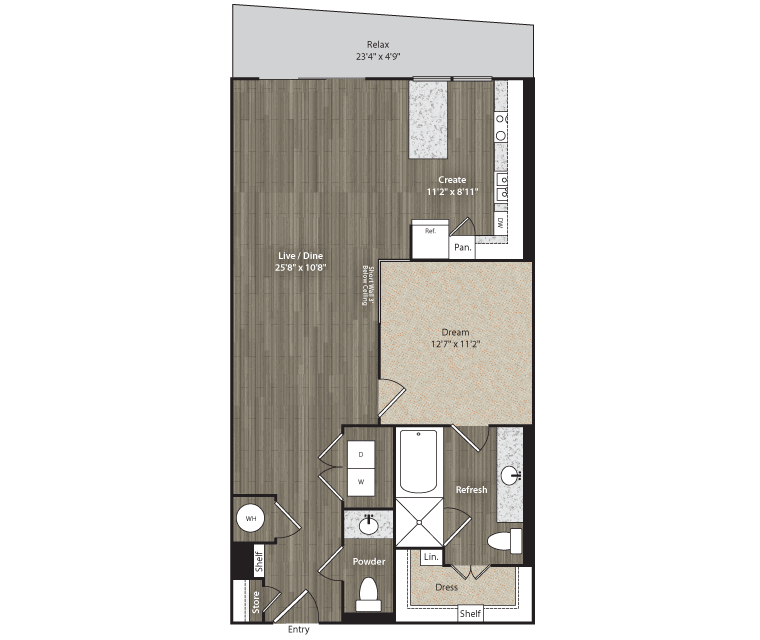 Relax
23'4" x 4'9"
Create
11'2" x 8'11"
DW
Ref.
Pan.
Live / Dine
25'8" x 10'8"
Short Wall 3'
Below Ceiling
Dream
12'7" x 11'2"
D
W
Refresh
WH
Powder
Shelf
Lin.
Dress
Store
Shelf
Entry